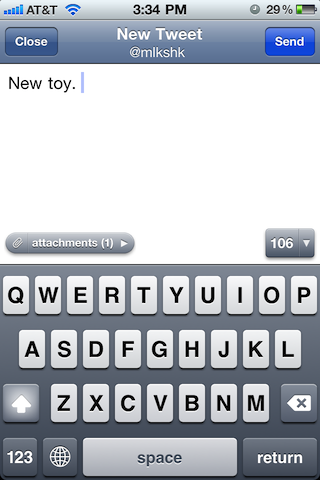 AT&T 3:34 PM 29%
Close New Tweet Send
@mlkshk
New toy.
attachments (1) 106
Q W E R T Y U I O P
A S D F G H J K L
Z X C V B N M
123 space return